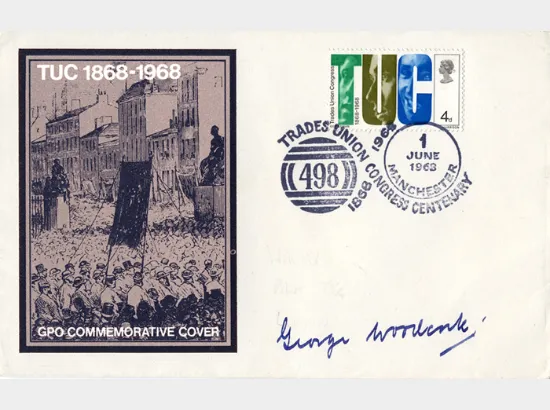 TUC 1868-1968
GPO COMMEMORATIVE COVER
Trades Union Congress
1868-1968
TUC
4d
TRADES UNION CONGRESS CENTENARY
1868 1968
498
1
JUNE
1968
MANCHESTER
George Woodcock